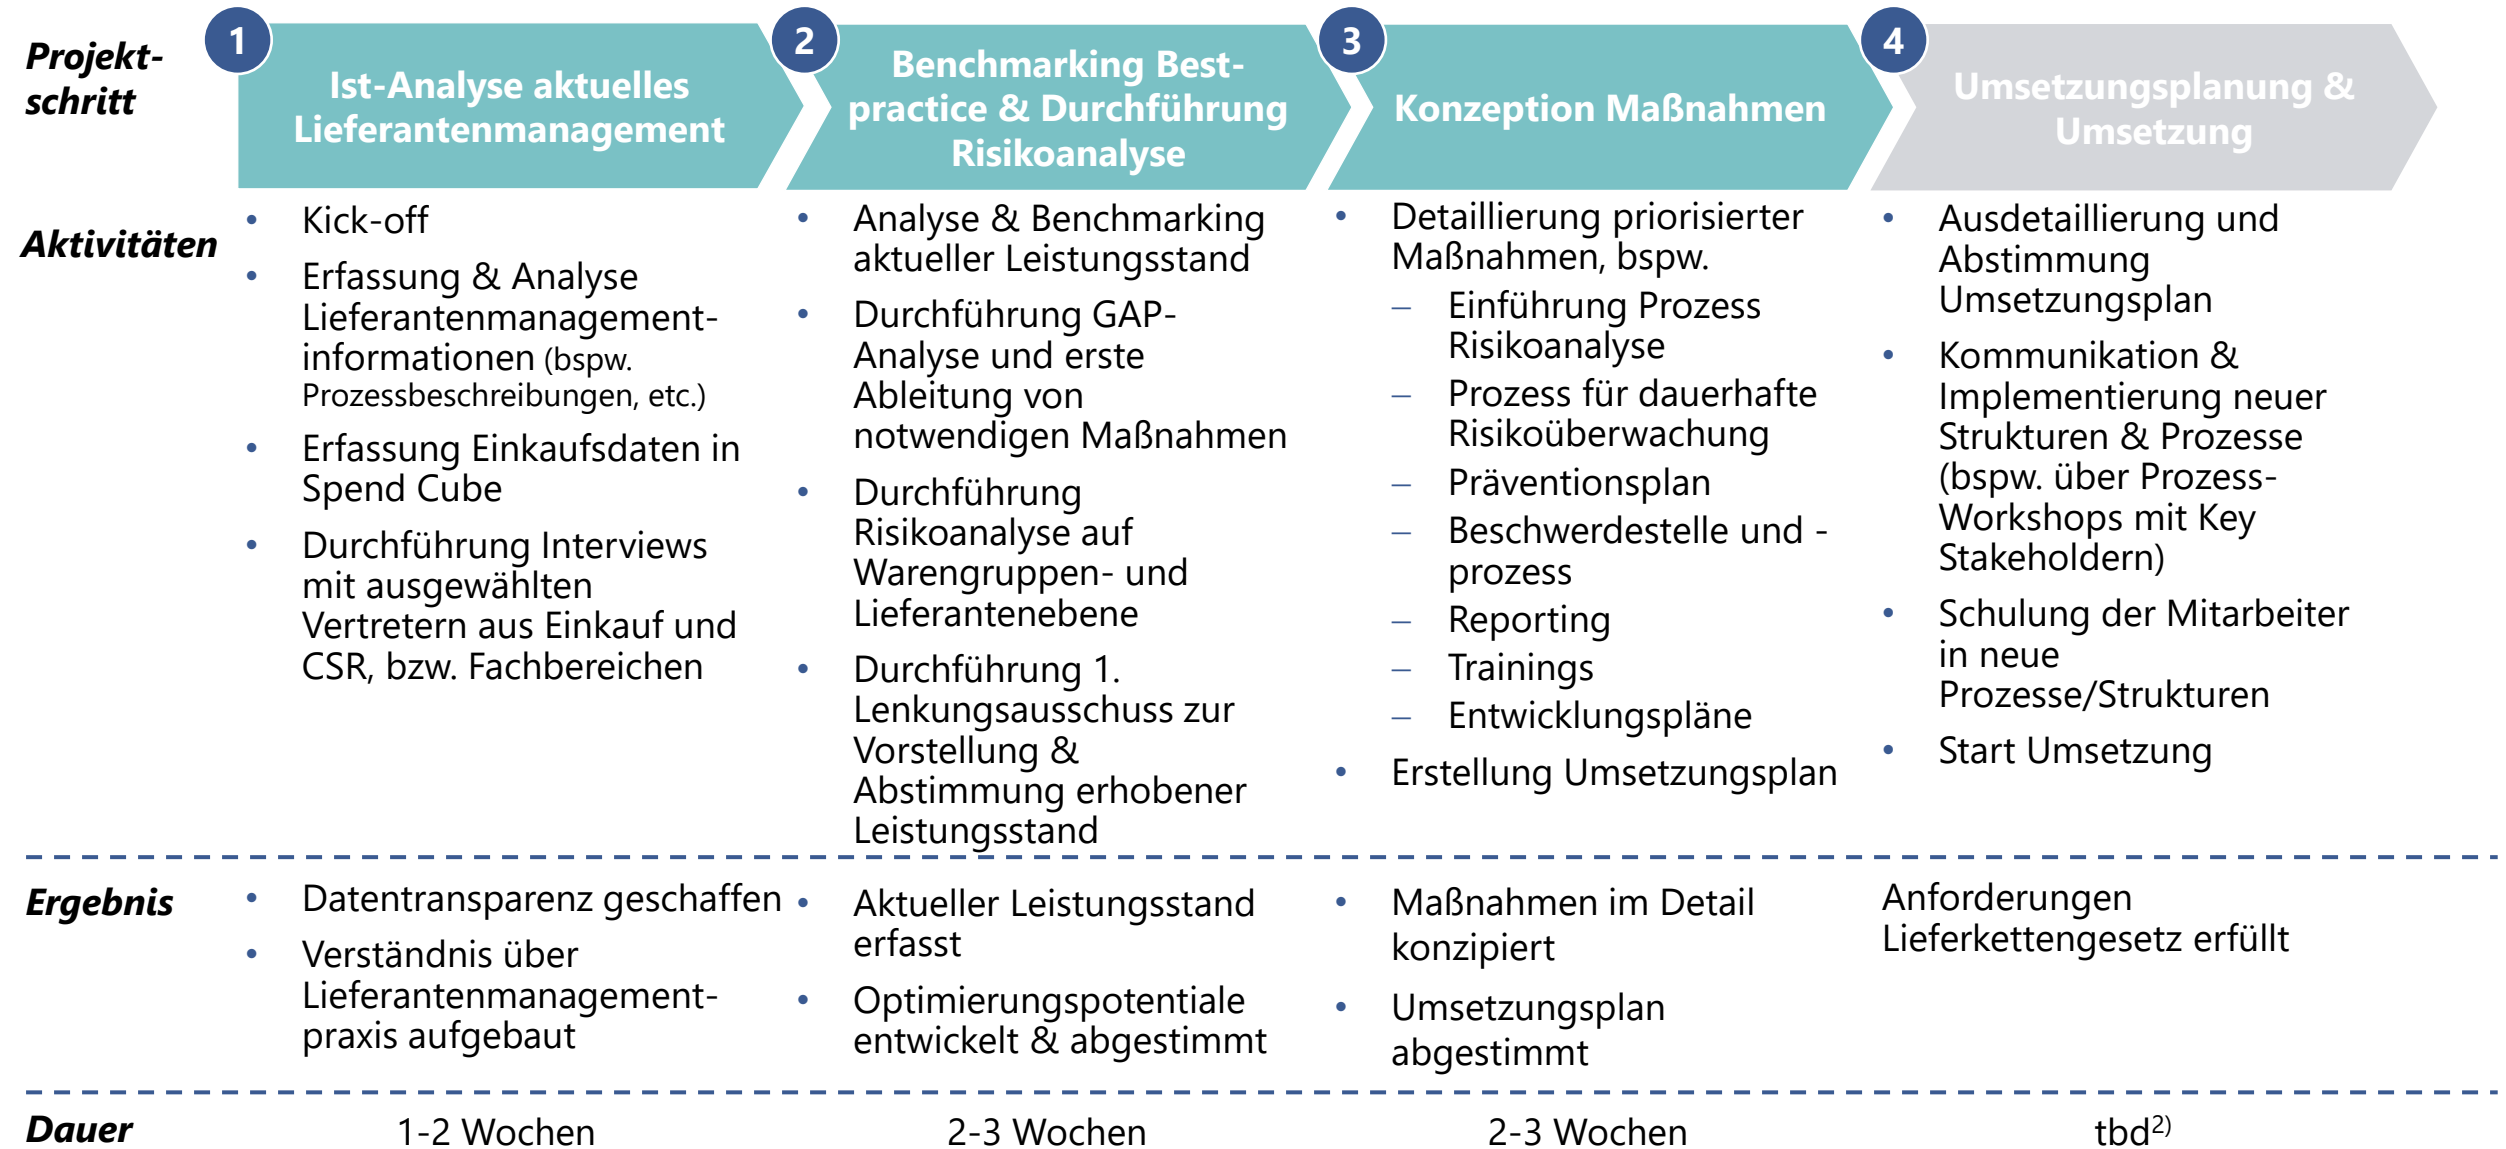 Projekt-
schritt
1
Ist-Analyse aktuelles
Lieferantenmanagement
2
Benchmarking Best-
practice & Durchführung
Risikoanalyse
3
Konzeption Maßnahmen
4
Umsetzungsplanung &
Umsetzung
Aktivitäten
• Kick-off
• Erfassung & Analyse
Lieferantenmanagement-
informationen (bspw.
Prozessbeschreibungen, etc.)
• Erfassung Einkaufsdaten in
Spend Cube
• Durchführung Interviews
mit ausgewählten
Vertretern aus Einkauf und
CSR, bzw. Fachbereichen
• Analyse & Benchmarking
aktueller Leistungsstand
• Durchführung GAP-
Analyse und erste
Ableitung von
notwendigen Maßnahmen
• Durchführung
Risikoanalyse auf
Warengruppen- und
Lieferantenebene
• Durchführung 1.
Lenkungsausschuss zur
Vorstellung &
Abstimmung erhobener
Leistungsstand
• Detaillierung priorisierter
Maßnahmen, bspw.
– Einführung Prozess
Risikoanalyse
– Prozess für dauerhafte
Risikoüberwachung
– Präventionsplan
– Beschwerdestelle und -
prozess
– Reporting
– Trainings
– Entwicklungspläne
• Erstellung Umsetzungsplan
• Ausdetaillierung und
Abstimmung
Umsetzungsplan
• Kommunikation &
Implementierung neuer
Strukturen & Prozesse
(bspw. über Prozess-
Workshops mit Key
Stakeholdern)
• Schulung der Mitarbeiter
in neue
Prozesse/Strukturen
• Start Umsetzung
Ergebnis
• Datentransparenz geschaffen
• Verständnis über
Lieferantenmanagement-
praxis aufgebaut
• Aktueller Leistungsstand
erfasst
• Optimierungspotentiale
entwickelt & abgestimmt
• Maßnahmen im Detail
konzipiert
• Umsetzungsplan
abgestimmt
Anforderungen
Lieferkettengesetz erfüllt
Dauer
1-2 Wochen
2-3 Wochen
2-3 Wochen
tbd2)